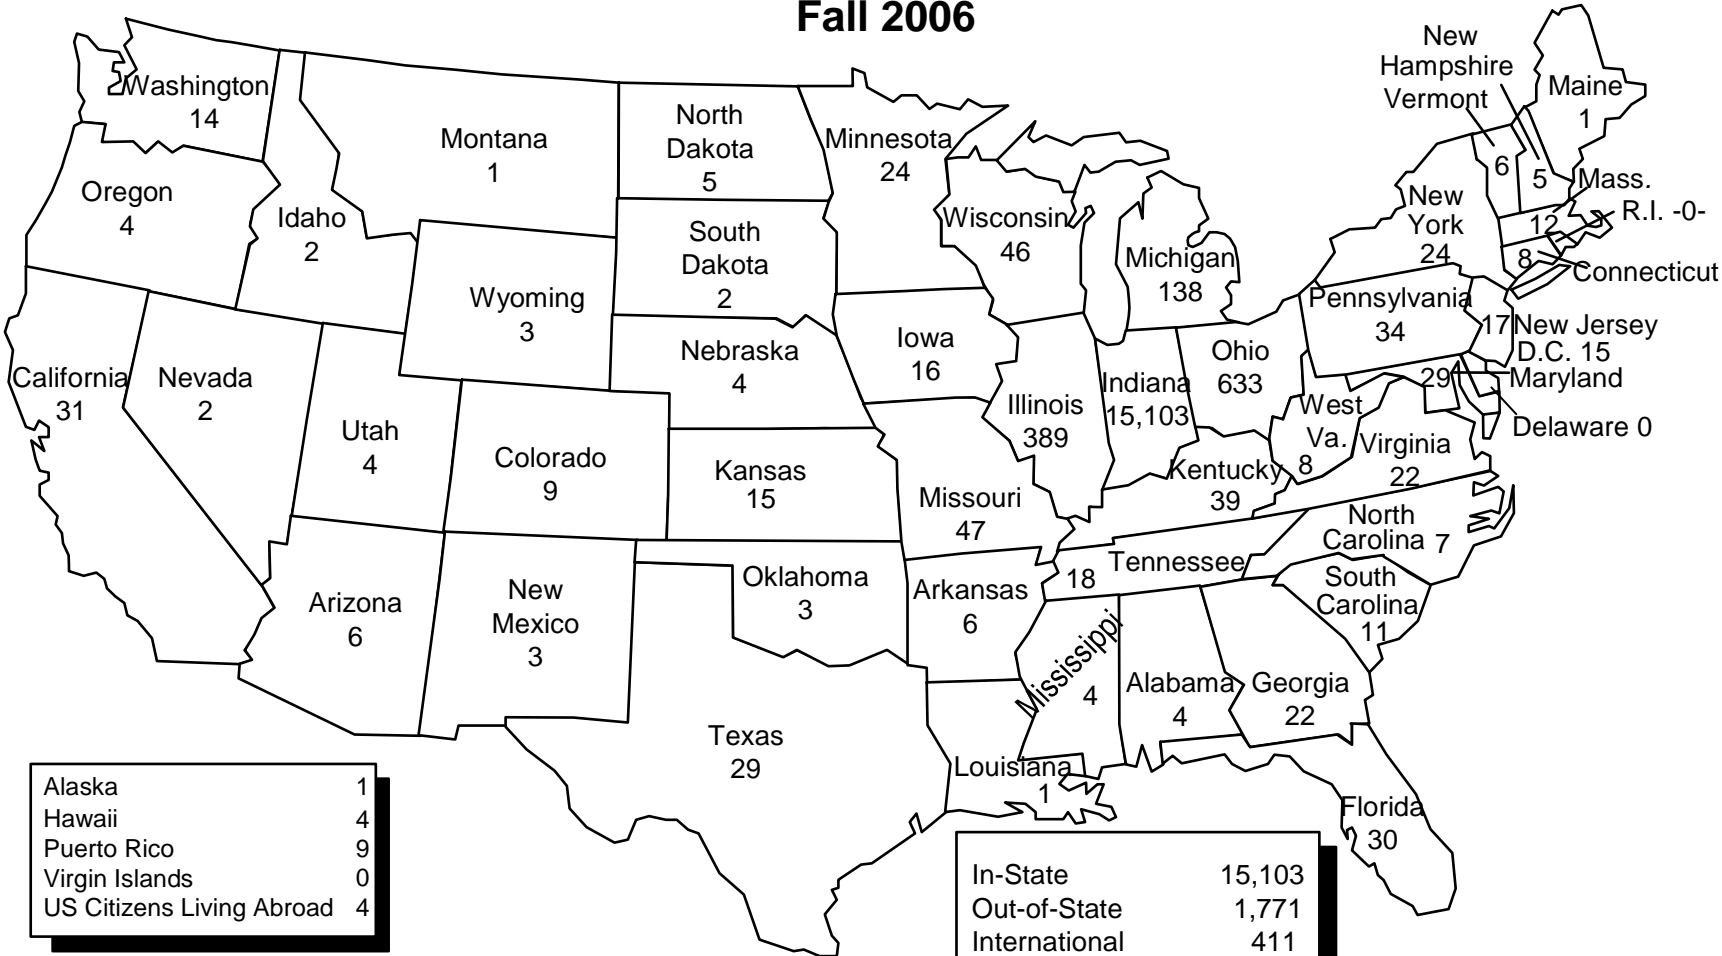 Fall 2006
Washington
14
Oregon
4
Idaho
2
Montana
1
North
Dakota
5
South
Dakota
2
Minnesota
24
Wisconsin
46
Michigan
138
New
Hampshire
Vermont
6
5
Maine
1
Mass.
12
R.I. -0-
8
Connecticut
New
York
24
Pennsylvania
34
17 New Jersey
D.C. 15
29 Maryland
Delaware 0
Wyoming
3
Nebraska
4
Iowa
16
Illinois
389
Indiana
15,103
Ohio
633
West
Va.
8
Virginia
22
Kentucky
39
California
31
Nevada
2
Utah
4
Colorado
9
Kansas
15
Missouri
47
Tennessee
18
North
Carolina 7
South
Carolina
11
Arizona
6
New
Mexico
3
Oklahoma
3
Arkansas
6
Mississippi
4
Alabama
4
Georgia
22
Texas
29
Louisiana
1
Florida
30
Alaska 1
Hawaii 4
Puerto Rico 9
Virgin Islands 0
US Citizens Living Abroad 4
In-State 15,103
Out-of-State 1,771
International 411